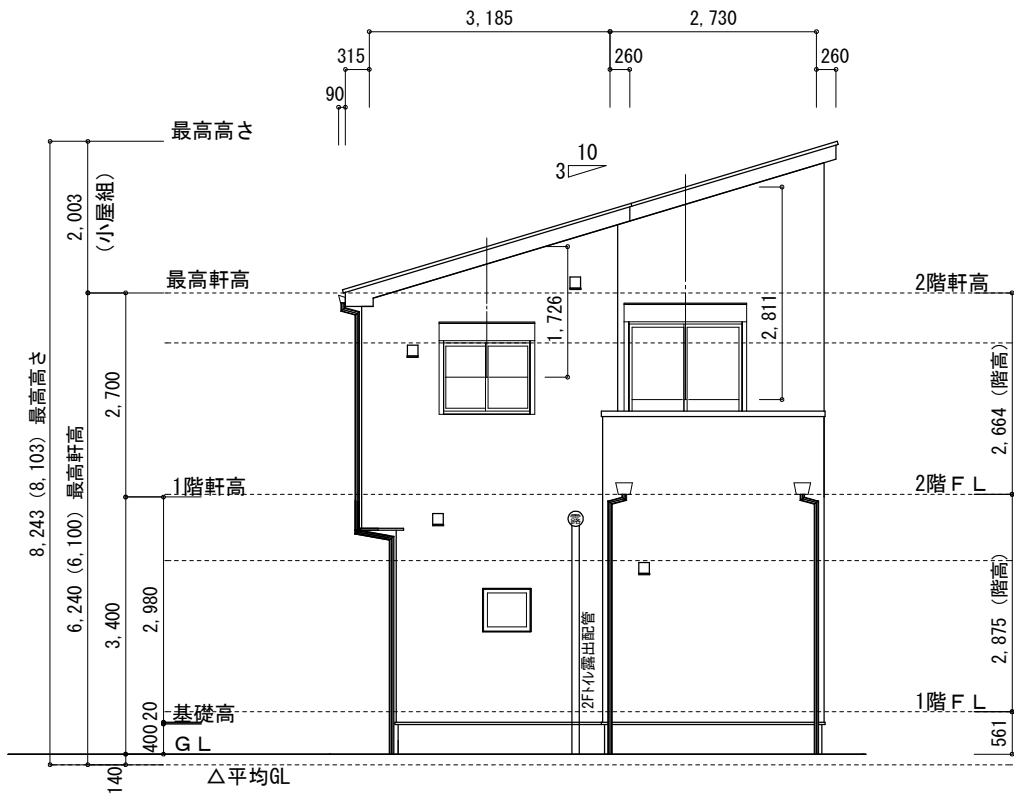 3,185
2,730
315
260
260
90
最高高さ
10
3
2,003
(小屋組)
最高軒高
2階軒高
1,726
2,811
8,243 (8,103) 最高高さ
6,240 (6,100) 最高軒高
2,700
2,664 (階高)
1階軒高
2階FL
露
3,400
2,980
2Fトイレ露出配管
2,875 (階高)
20
基礎高
1階FL
400
GL
561
140
△平均GL